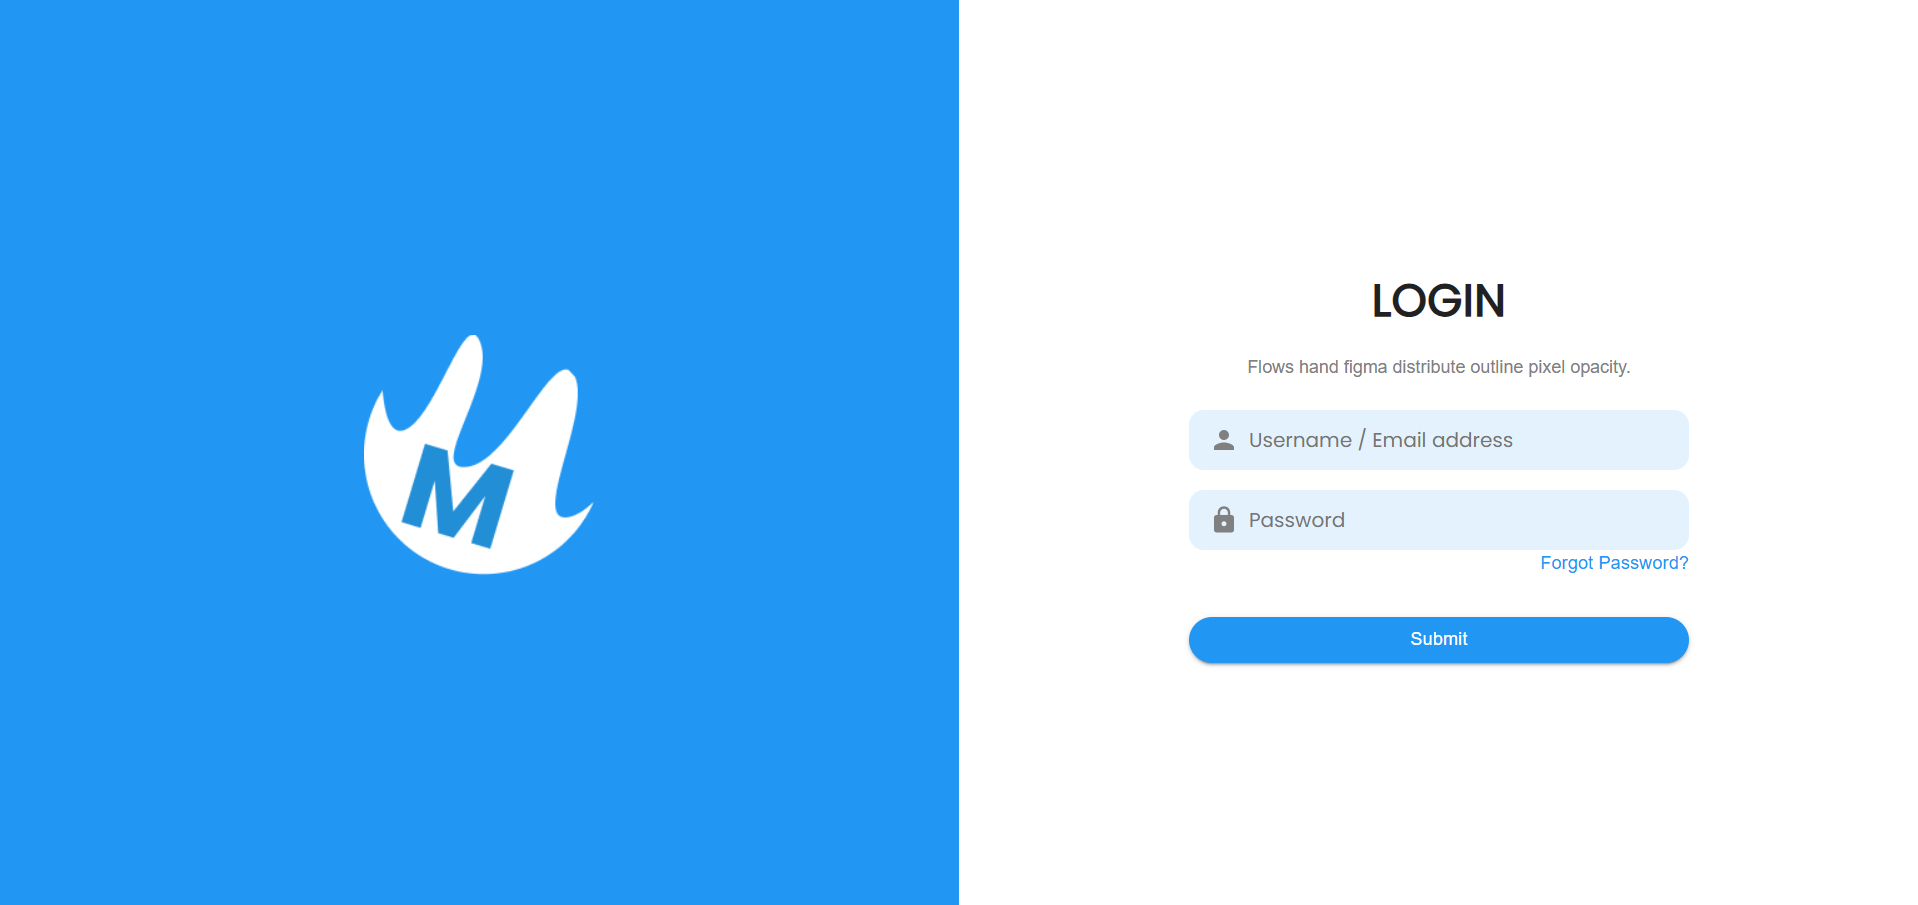 M
LOGIN
Flows hand figma distribute outline pixel opacity.
Username / Email address
Password
Forgot Password?
Submit